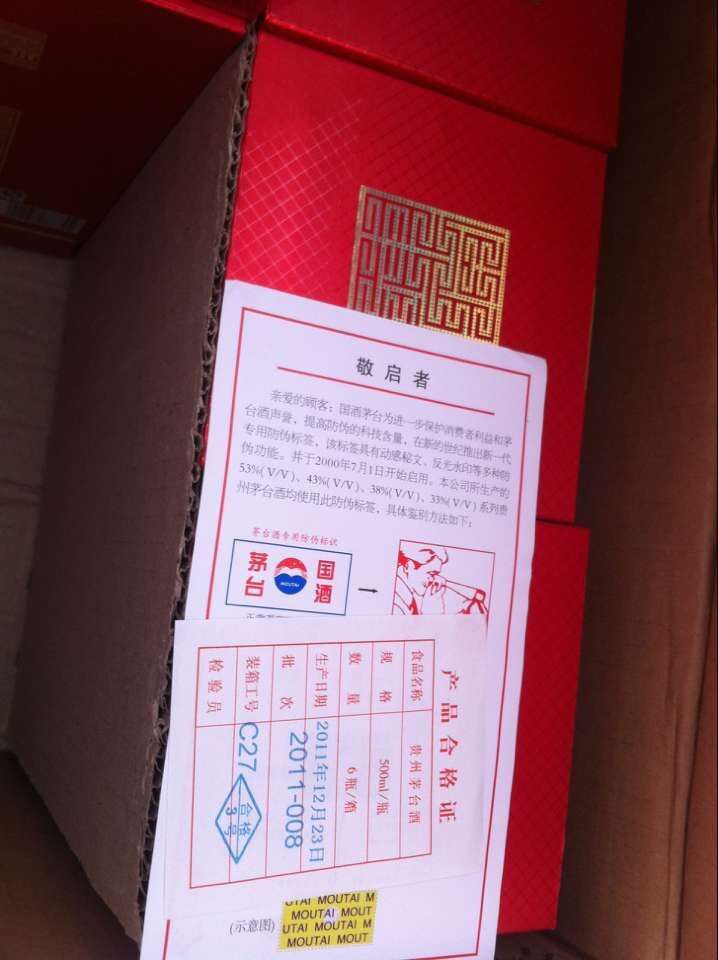 敬启者
亲爱的顾客：国酒茅台为进一步保护消费者利益和茅
台酒声誉，提高防伪的科技含量，在新的世纪推出新一代
专用防伪标签，该标签具有动感秘文、反光水印等多种防
伪功能。并于2000年7月1日开始启用。本公司所生产的
53%(V/V)、43%(V/V)、38%(V/V)、33%(V/V)系列贵
州茅台酒均使用此防伪标签，具体鉴别方法如下：
茅台酒专用防伪标识
国酒
茅台
MOUTAI
产品合格证
食品名称 贵州茅台酒
规格 500ml/瓶
数量 6瓶/箱
生产日期 2011年12月23日
批次 2011-008
装箱工号 C27
检验员 合格 3号
(示意图)
UTAI MOUTAI M
MOUTAI MOUT
UTAI MOUTAI M
MOUTAI MOUT